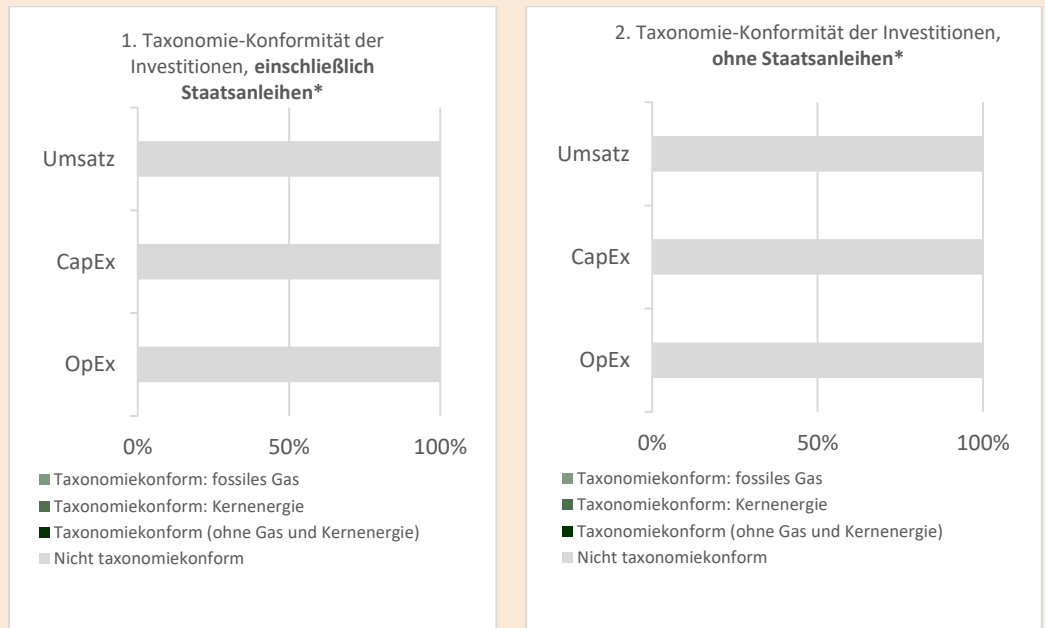 1. Taxonomie-Konformität der
Investitionen, einschließlich
Staatsanleihen*
Umsatz
CapEx
OpEx
0% 50% 100%
Taxonomiekonform: fossiles Gas
Taxonomiekonform: Kernenergie
Taxonomiekonform (ohne Gas und Kernenergie)
Nicht taxonomiekonform
2. Taxonomie-Konformität der Investitionen,
ohne Staatsanleihen*
Umsatz
CapEx
OpEx
0% 50% 100%
Taxonomiekonform: fossiles Gas
Taxonomiekonform: Kernenergie
Taxonomiekonform (ohne Gas und Kernenergie)
Nicht taxonomiekonform